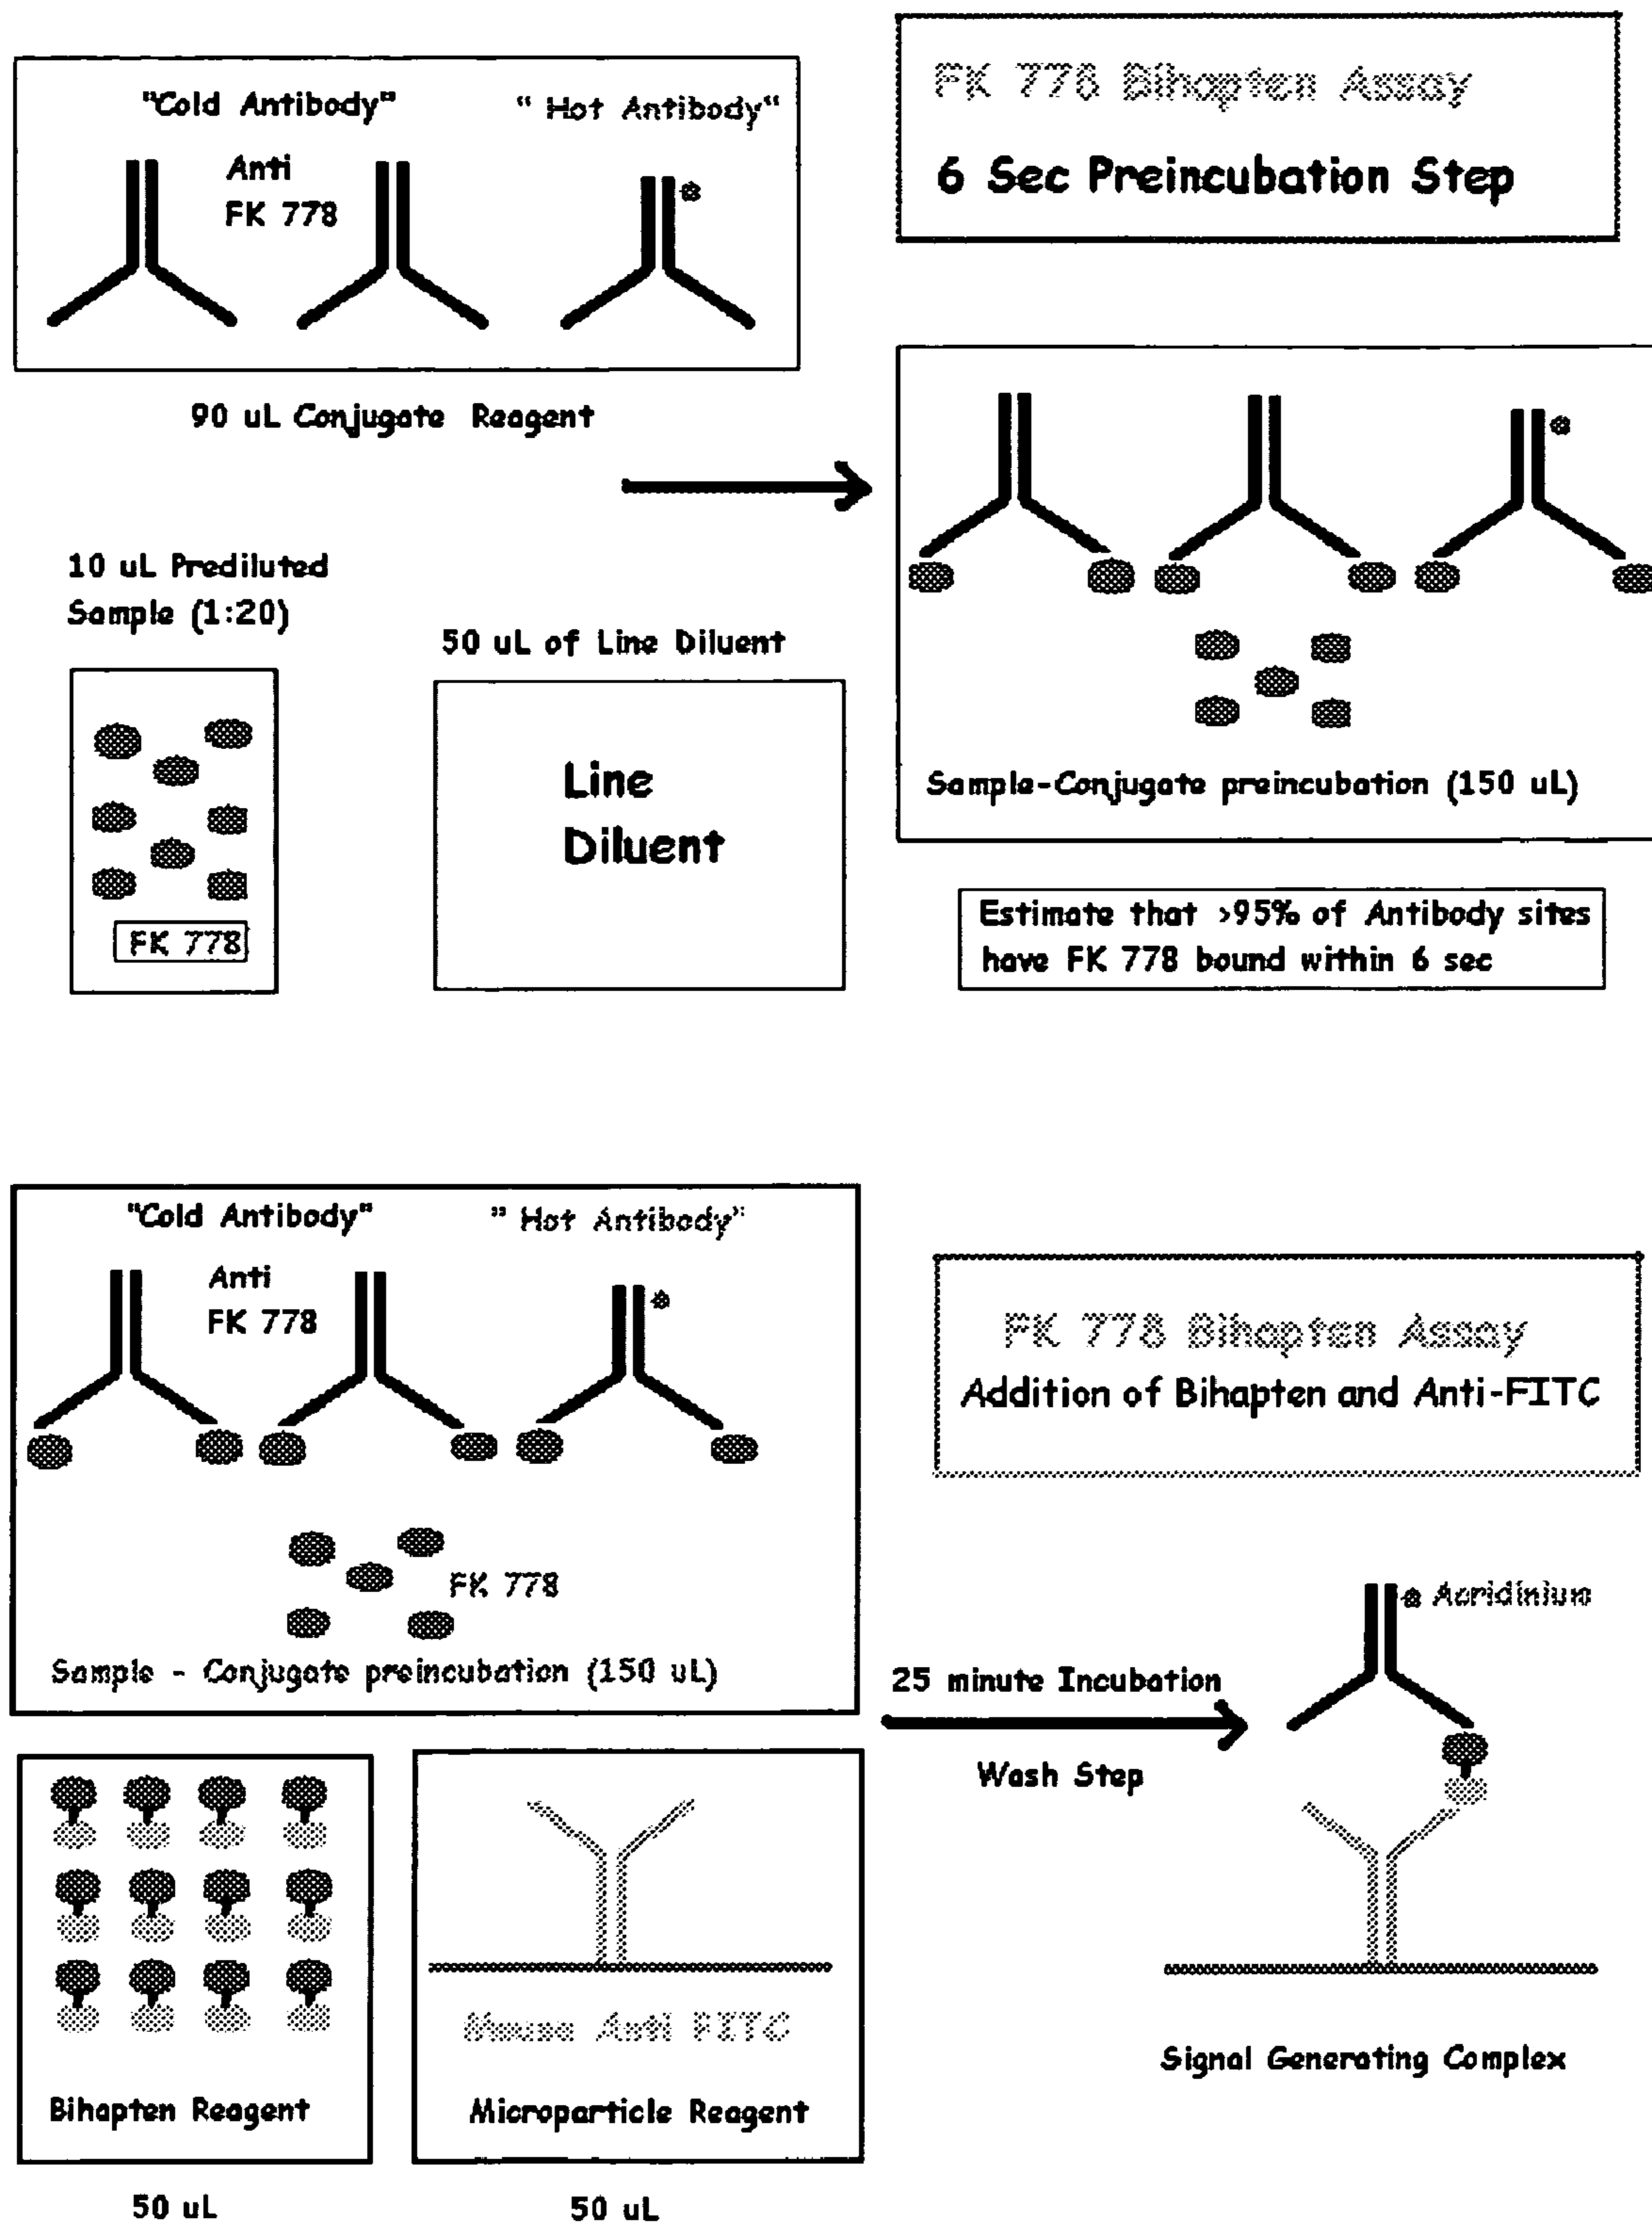 FK 778 Bihapten Assay
6 Sec Preincubation Step
"Cold Antibody"
" Hot Antibody"
Anti
FK 778
90 uL Conjugate Reagent
10 uL Prediluted
Sample (1:20)
FK 778
50 uL of Line Diluent
Line
Diluent
Sample-Conjugate preincubation (150 uL)
Estimate that >95% of Antibody sites
have FK 778 bound within 6 sec
"Cold Antibody"
" Hot Antibody"
Anti
FK 778
FK 778
Sample - Conjugate preincubation (150 uL)
FK 778 Bihapten Assay
Addition of Bihapten and Anti-FITC
Bihapten Reagent
50 uL
Mouse Anti FITC
Microparticle Reagent
50 uL
25 minute Incubation
Wash Step
Acridinium
Signal Generating Complex